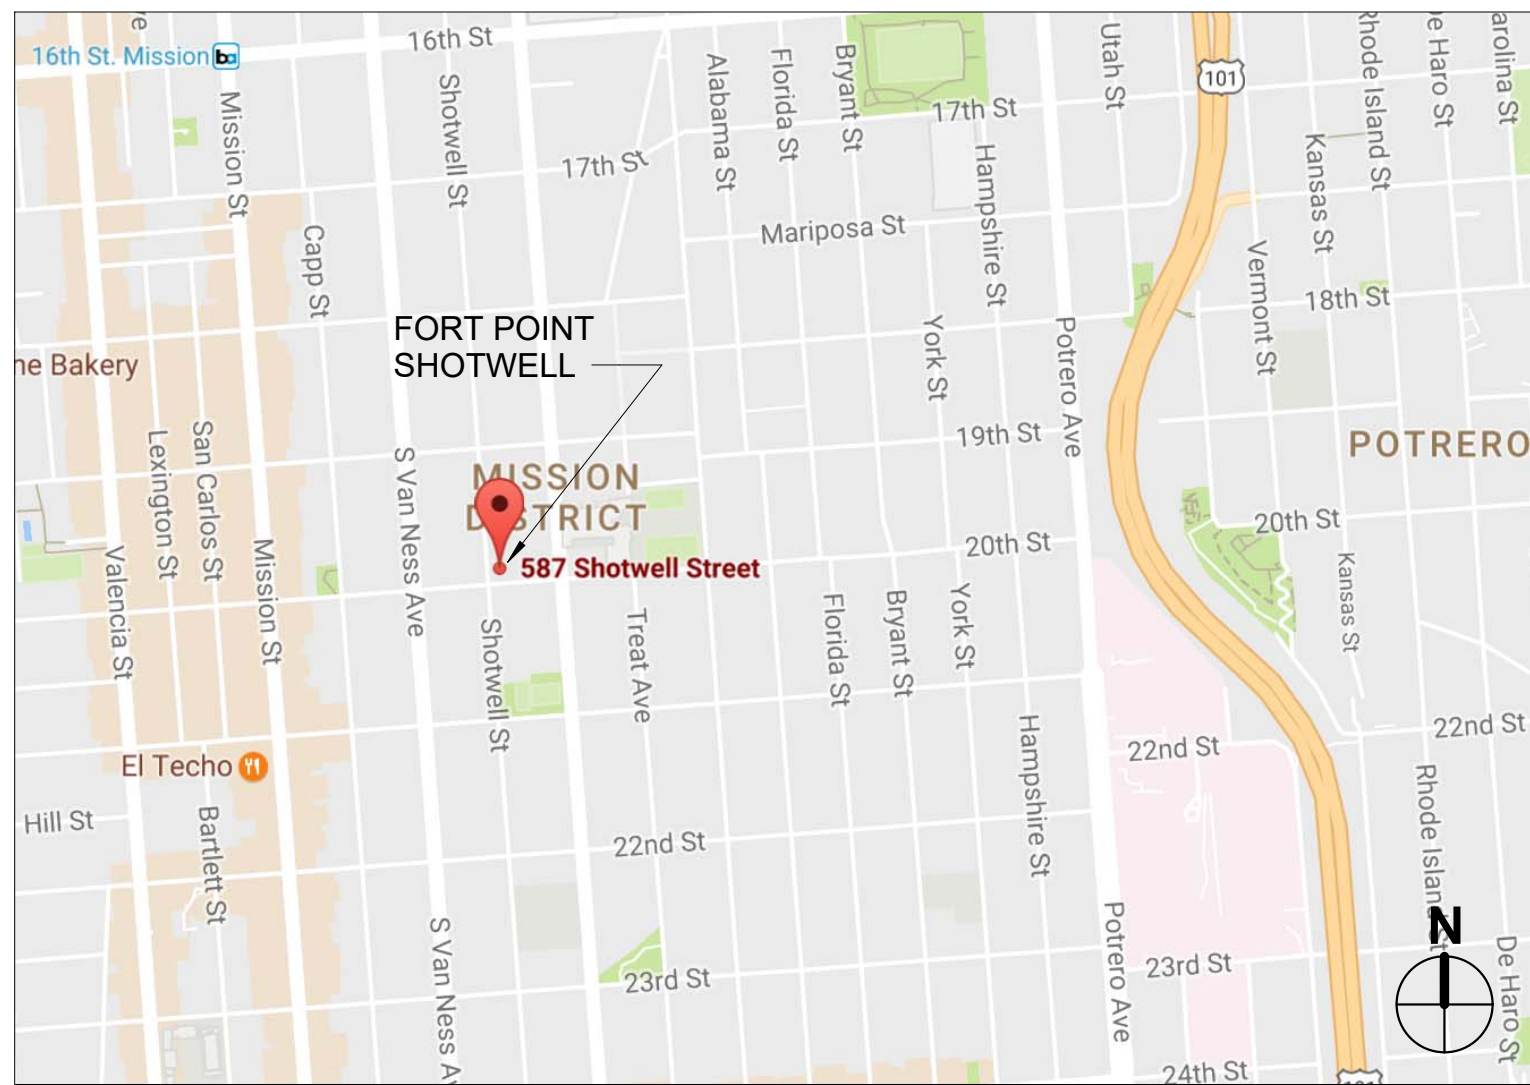 16th St
16th St. Mission
ba
101
Utah St
Rhode Island St
De Haro St
Carolina St
Shotwell St
Alabama St
Florida St
Bryant St
17th St
17th St
Mission St
Kansas St
Hampshire St
Capp St
Mariposa St
Vermont St
18th St
FORT POINT
SHOTWELL
York St
Potrero Ave
ne Bakery
Lexington St
San Carlos St
S Van Ness Ave
19th St
POTRERO
MISSION
DISTRICT
20th St
20th St
587 Shotwell Street
Valencia St
Mission St
Kansas St
Shotwell St
Treat Ave
Florida St
Bryant St
York St
Hampshire St
22nd St
22nd St
El Techo
Rhode Island St
Hill St
Bartlett St
22nd St
S Van Ness Av
Potrero Ave
N
De Haro St
23rd St
23rd St
24th St
101